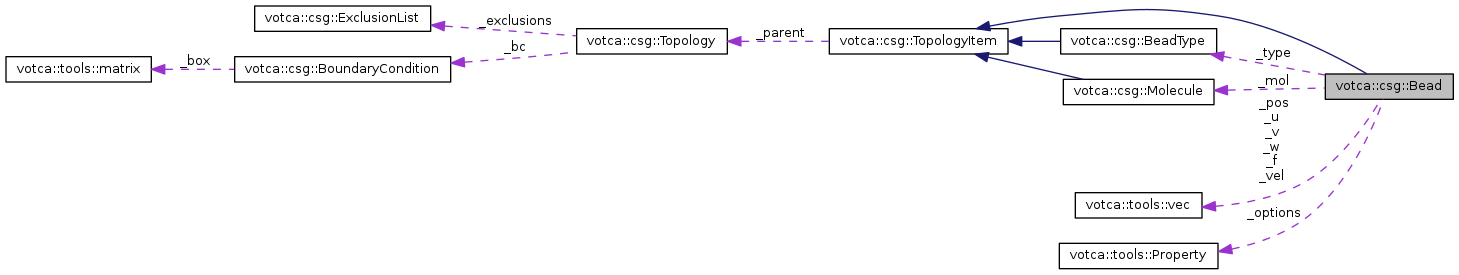 votca::csg::ExclusionList
_exclusions
_parent
votca::csg::Topology
votca::csg::TopologyItem
votca::csg::BeadType
_bc
_type
_box
votca::tools::matrix
votca::csg::BoundaryCondition
_mol
votca::csg::Bead
votca::csg::Molecule
_pos
_u
_v
_w
_f
_vel
votca::tools::vec
_options
votca::tools::Property